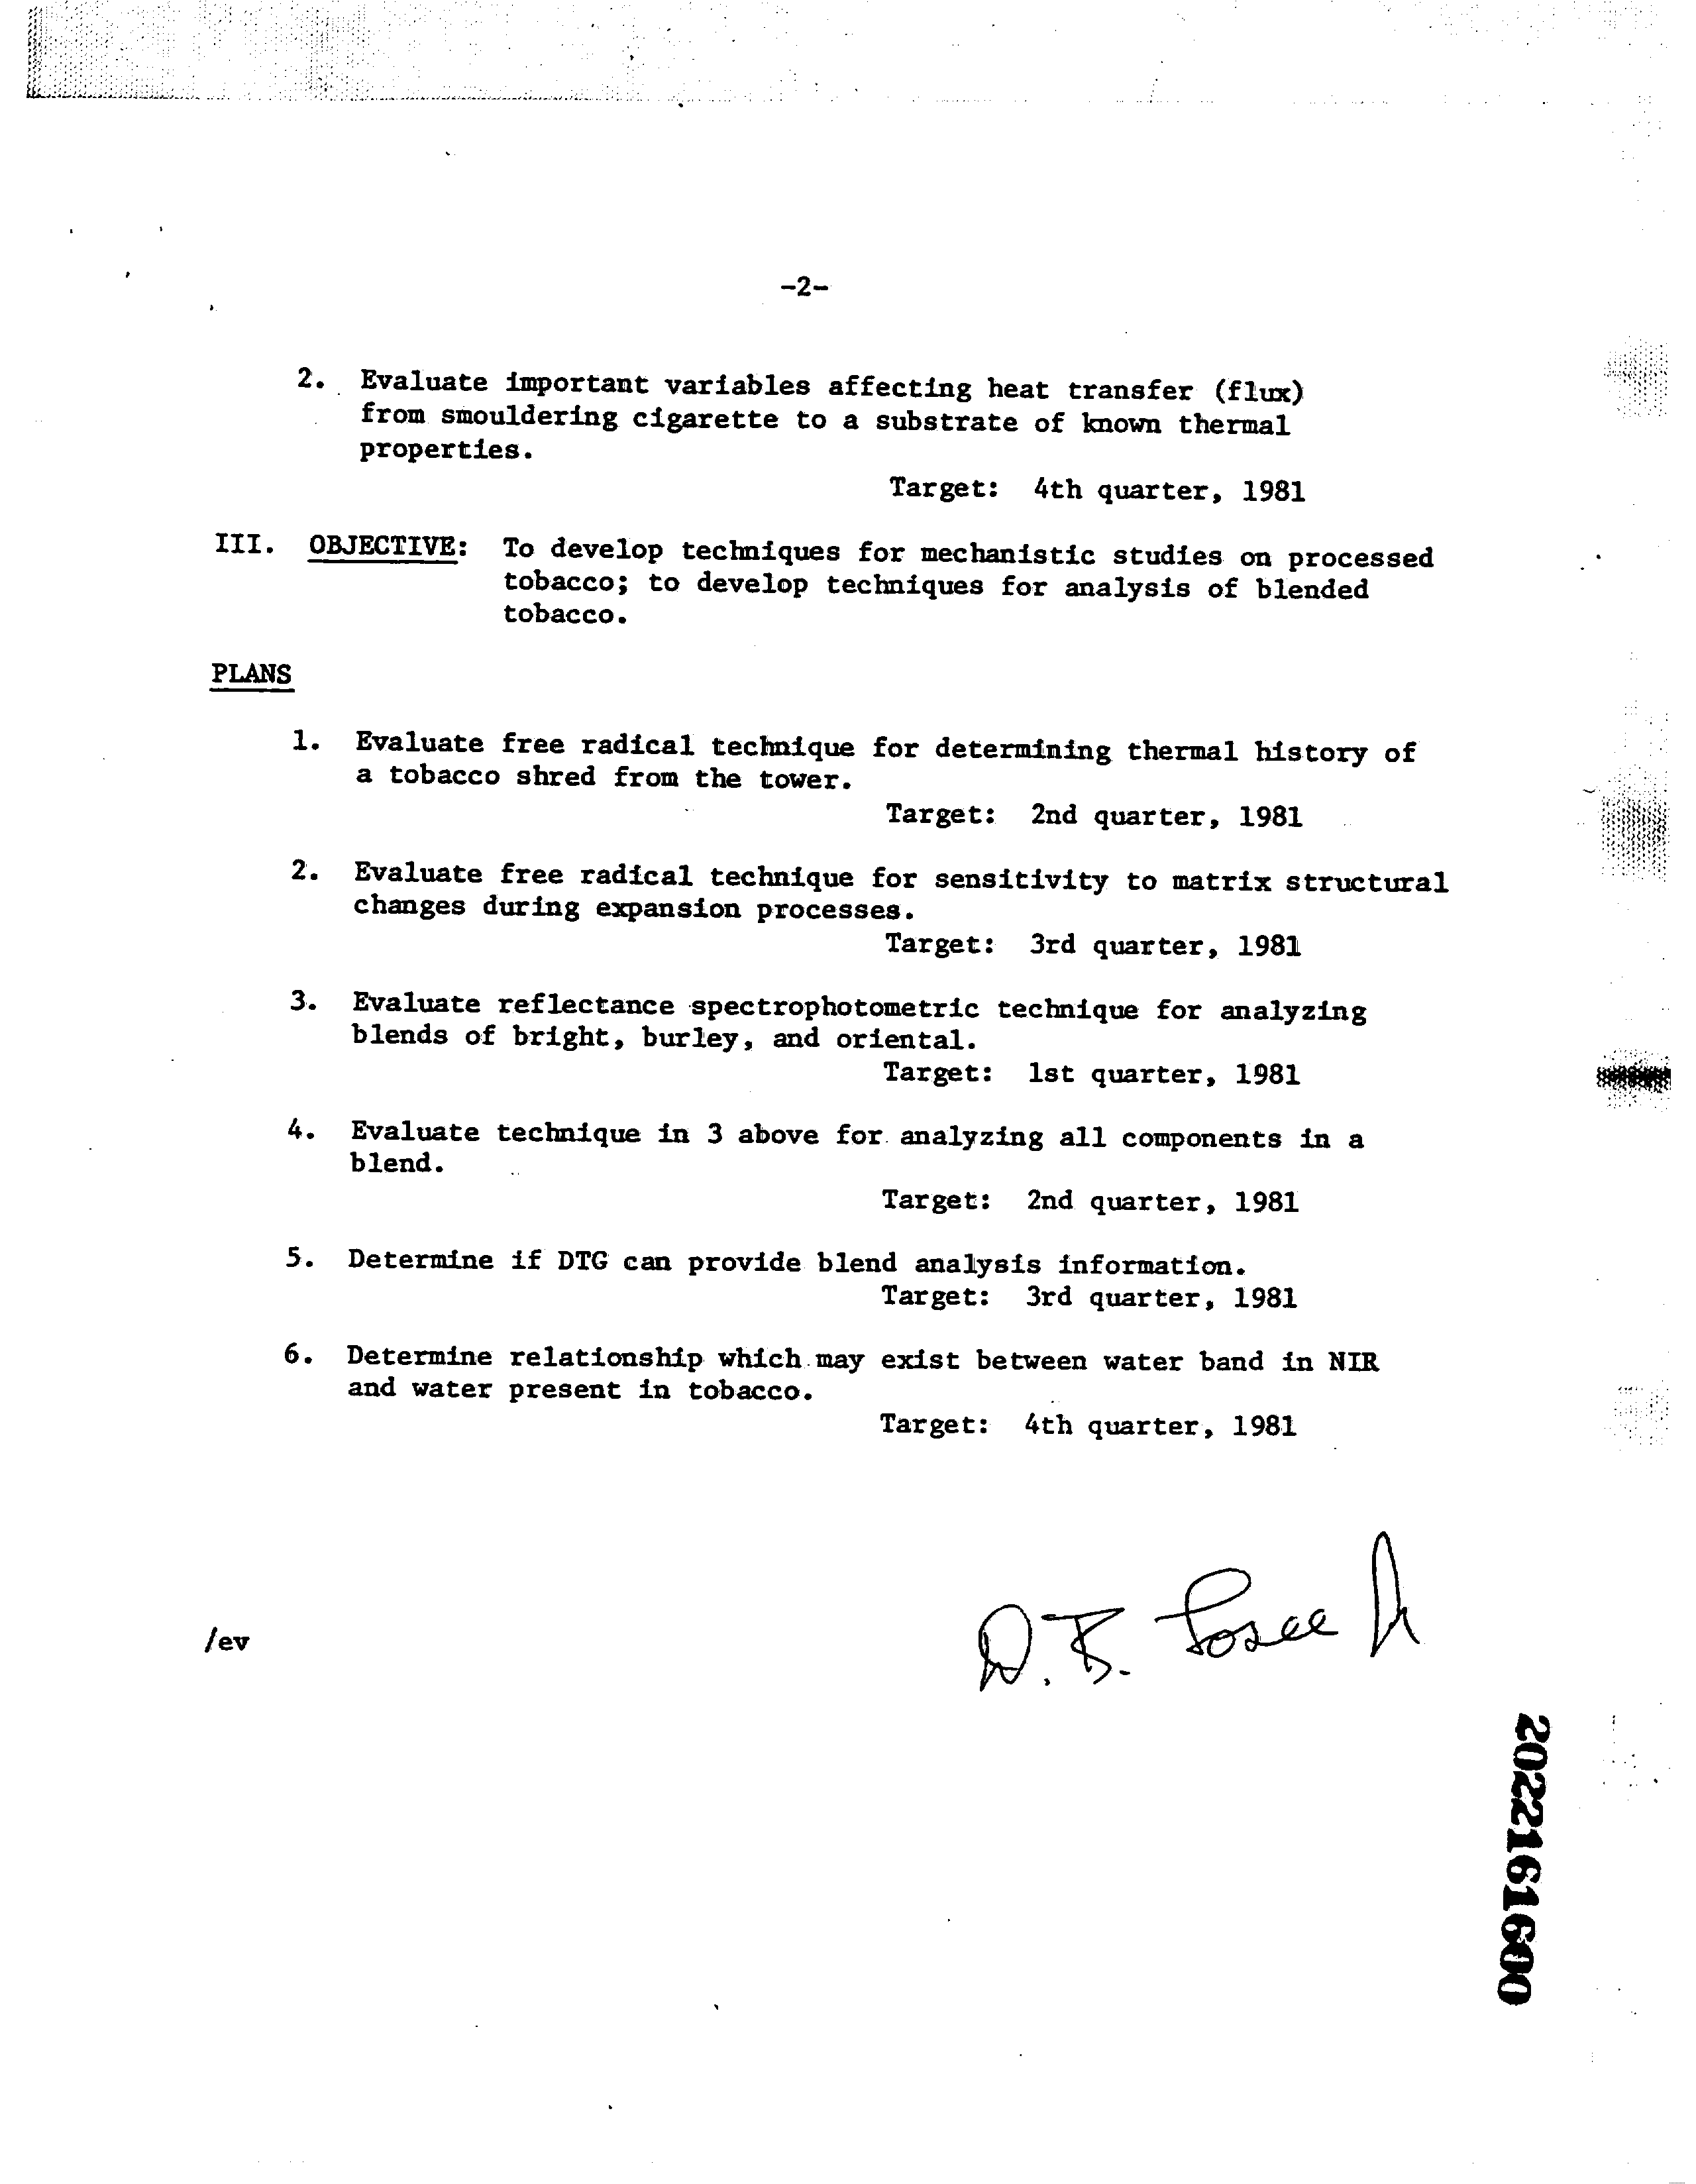 -2-
2. Evaluate important variables affecting heat transfer (flux)
from smouldering cigarette to a substrate of known thermal
properties.
Target: 4th quarter, 1981
III. OBJECTIVE: To develop techniques for mechanistic studies on processed
tobacco; to develop techniques for analysis of blended
tobacco.
PLANS
1. Evaluate free radical technique for determining thermal history of
a tobacco shred from the tower.
Target: 2nd quarter, 1981
2. Evaluate free radical technique for sensitivity to matrix structural
changes during expansion processes.
Target: 3rd quarter, 1981
3. Evaluate reflectance spectrophotometric technique for analyzing
blends of bright, burley, and oriental.
Target: 1st quarter, 1981
4. Evaluate technique in 3 above for analyzing all components in a
blend.
Target: 2nd quarter, 1981
5. Determine if DTG can provide blend analysis information.
Target: 3rd quarter, 1981
6. Determine relationship which may exist between water band in NIR
and water present in tobacco.
Target: 4th quarter, 1981
/ev
2022161600